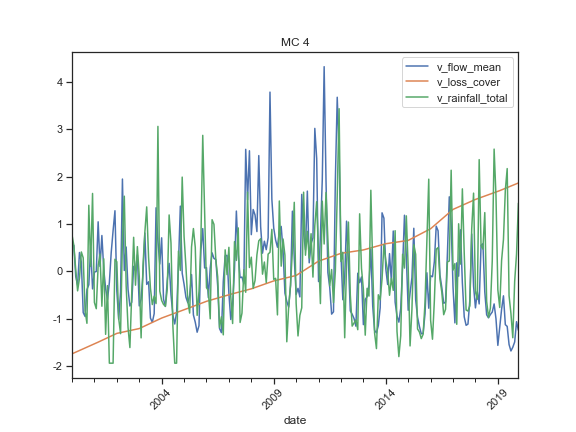 MC 4
v_flow_mean
v_loss_cover
v_rainfall_total
4
3
2
1
0
-1
-2
2004
2009
2014
2019
date